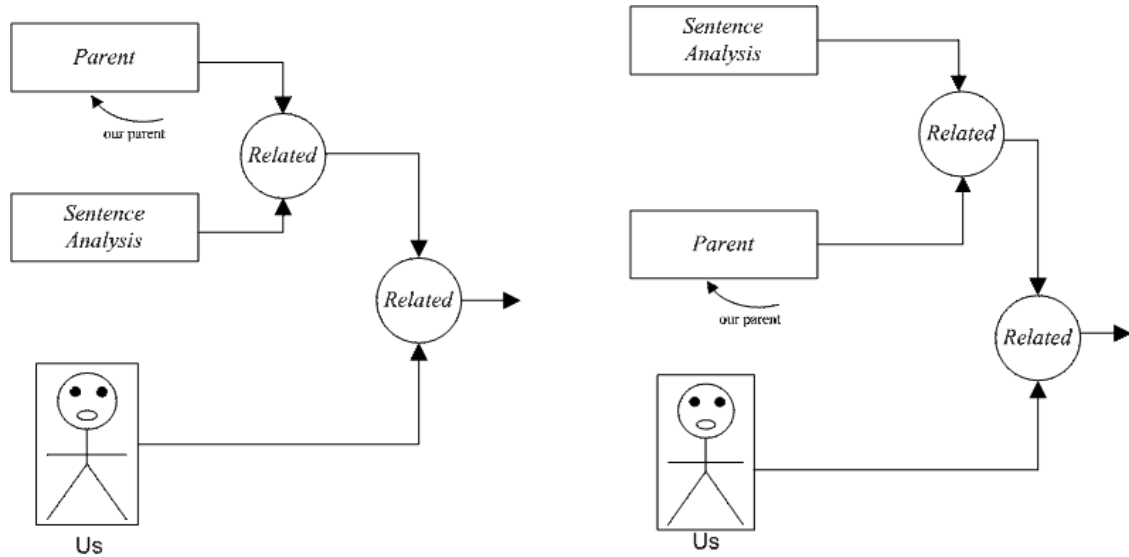 Parent
our parent
Related
Sentence
Analysis
Related
Us
Sentence
Analysis
Related
Parent
our parent
Related
Us